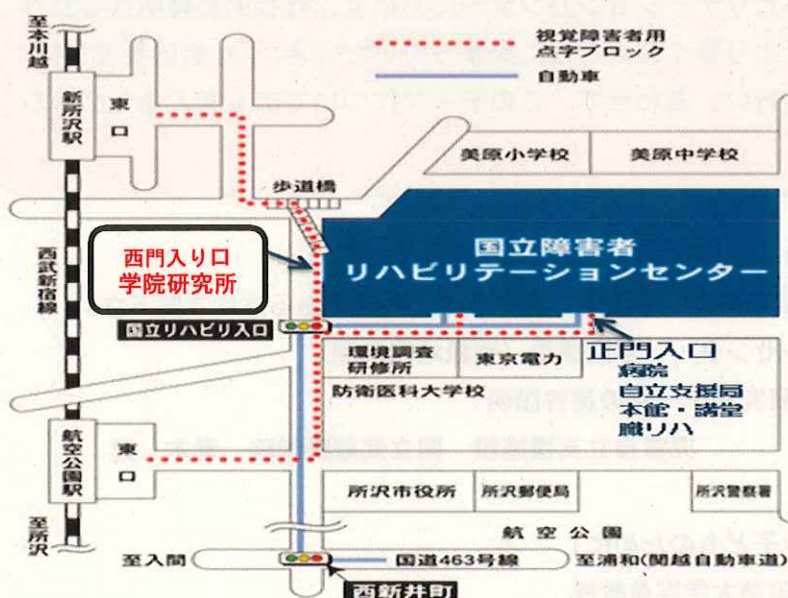 至本川越
新所沢駅
東口
視覚障害者用
点字ブロック
自動車
美原小学校
美原中学校
歩道橋
西門入り口
学院研究所
国立障害者
リハビリテーションセンター
西武新宿線
国立リハビリ入口
環境調査
研修所
東京電力
正門入口
病院
自立支援局
本館・講堂
職リハ
防衛医科大学校
航空公園駅
東口
所沢市役所
所沢郵便局
所沢警察署
至所沢
航空公園
至入間
国道463号線
至浦和(関越自動車道)
西新井町